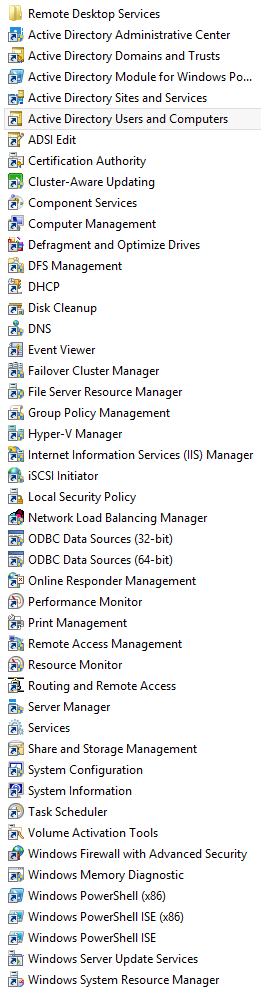 Remote Desktop Services
Active Directory Administrative Center
Active Directory Domains and Trusts
Active Directory Module for Windows Po...
Active Directory Sites and Services
Active Directory Users and Computers
ADSI Edit
Certification Authority
Cluster-Aware Updating
Component Services
Computer Management
Defragment and Optimize Drives
DFS Management
DHCP
Disk Cleanup
DNS
Event Viewer
Failover Cluster Manager
File Server Resource Manager
Group Policy Management
Hyper-V Manager
Internet Information Services (IIS) Manager
iSCSI Initiator
Local Security Policy
Network Load Balancing Manager
ODBC Data Sources (32-bit)
ODBC Data Sources (64-bit)
Online Responder Management
Performance Monitor
Print Management
Remote Access Management
Resource Monitor
Routing and Remote Access
Server Manager
Services
Share and Storage Management
System Configuration
System Information
Task Scheduler
Volume Activation Tools
Windows Firewall with Advanced Security
Windows Memory Diagnostic
Windows PowerShell (x86)
Windows PowerShell ISE (x86)
Windows PowerShell ISE
Windows Server Update Services
Windows System Resource Manager